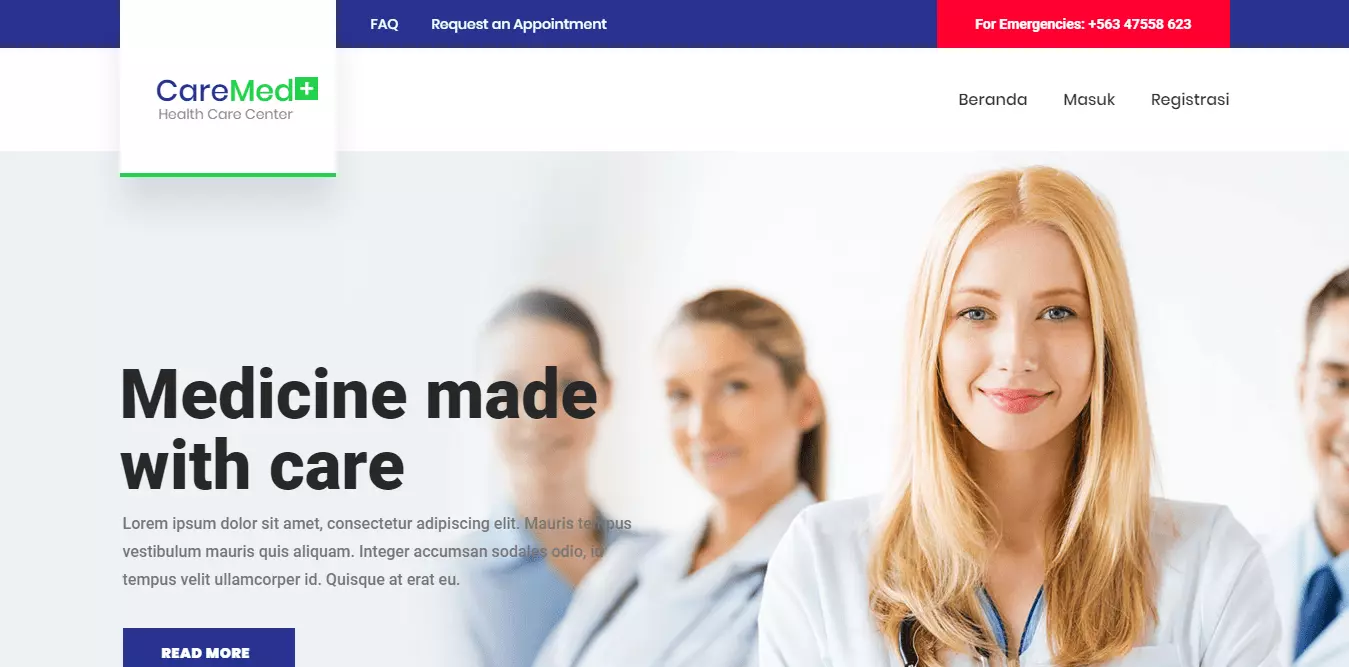 FAQ
Request an Appointment
For Emergencies: +563 47558 623
CareMed+
Health Care Center
Beranda
Masuk
Registrasi
Medicine made
with care
Lorem ipsum dolor sit amet, consectetur adipiscing elit. Mauris tempus
vestibulum mauris quis aliquam. Integer accumsan sodales odio, id
tempus velit ullamcorper id. Quisque at erat eu.
READ MORE